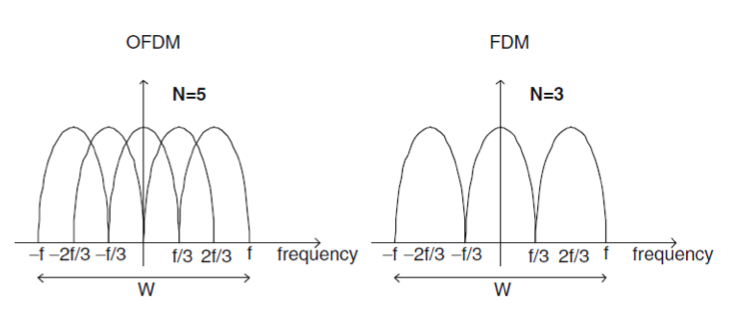 OFDM
N=5
–f –2f/3 –f/3 f/3 2f/3 f frequency
W
FDM
N=3
–f –2f/3 –f/3 f/3 2f/3 f frequency
W